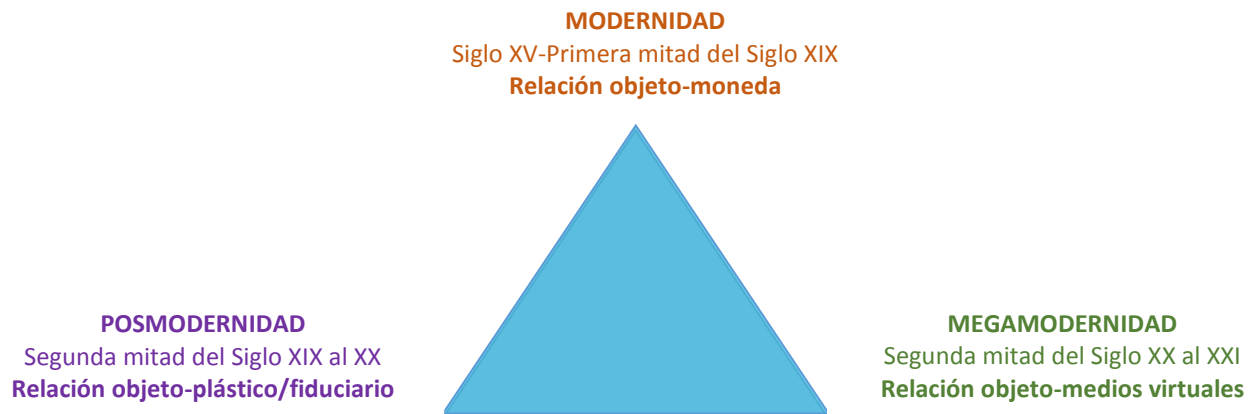 MODERNIDAD
Siglo XV-Primera mitad del Siglo XIX
Relación objeto-moneda
POSMODERNIDAD
Segunda mitad del Siglo XIX al XX
Relación objeto-plástico/fiduciario
MEGAMODERNIDAD
Segunda mitad del Siglo XX al XXI
Relación objeto-medios virtuales